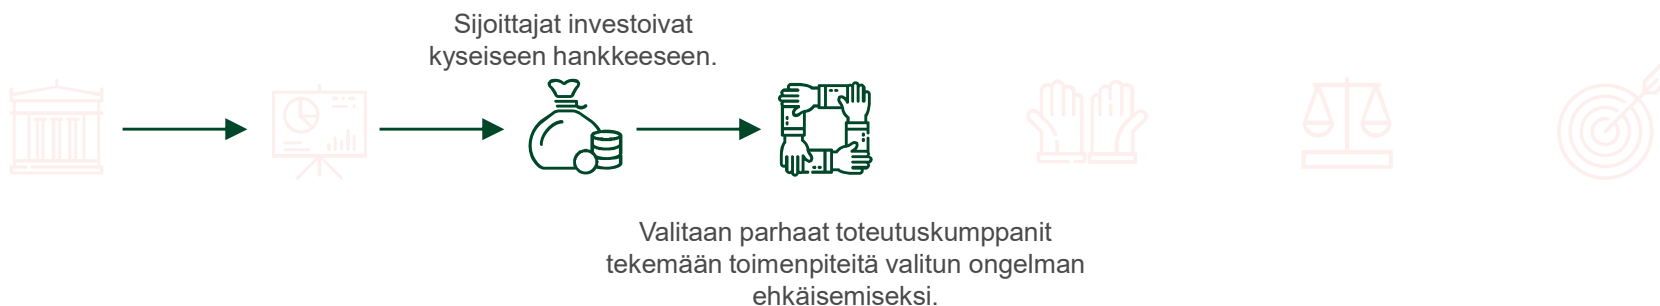 Sijoittajat investoivat
kyseiseen hankkeeseen.
Valitaan parhaat toteutuskumppanit
tekemään toimenpiteitä valitun ongelman
ehkäisemiseksi.